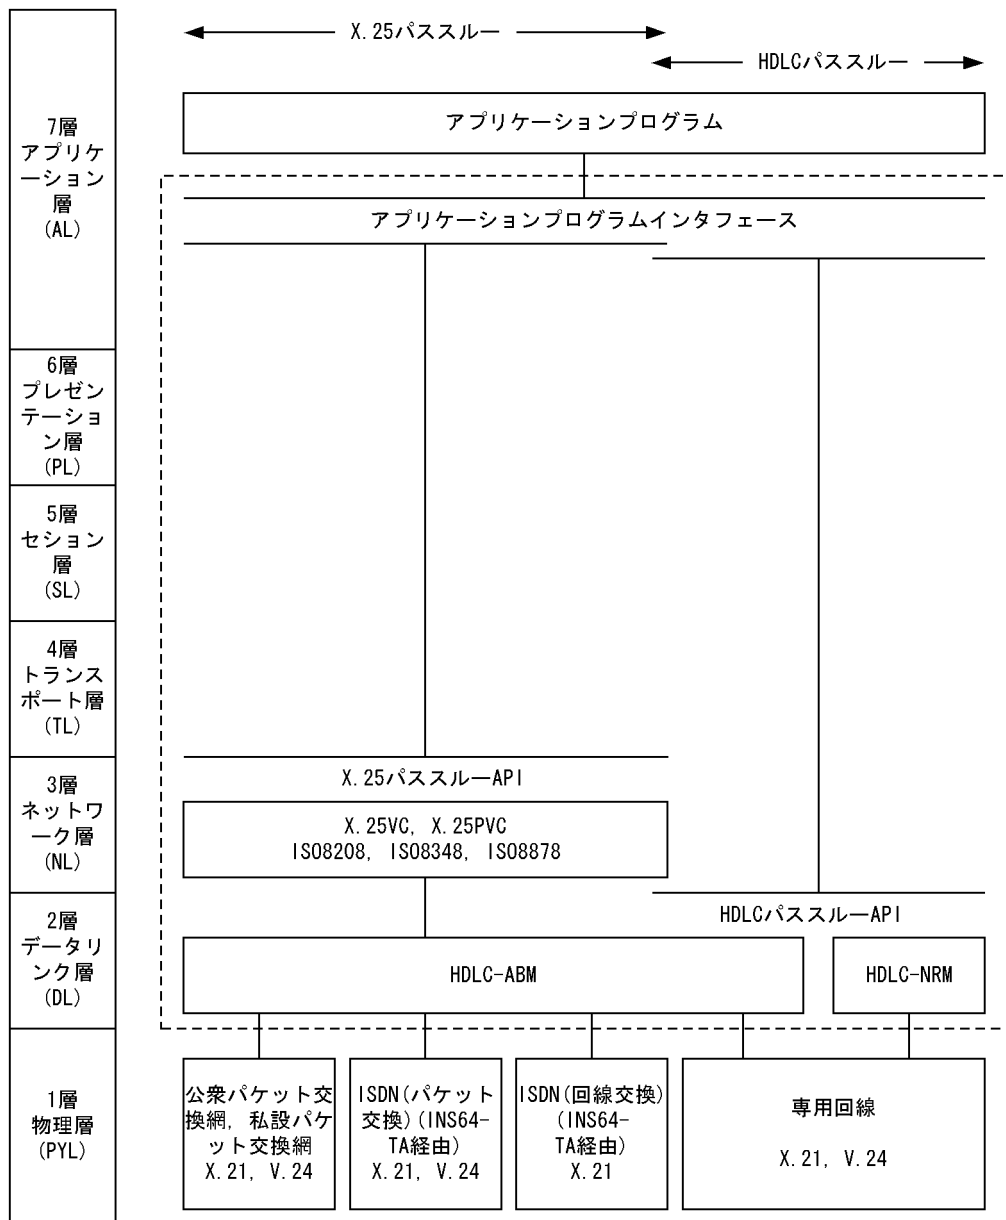 X.25パススルー
HDLCパススルー
7層
アプリケ
ーション
層
(AL)
アプリケーションプログラム
アプリケーションプログラムインタフェース
6層
プレゼン
テーショ
ン層
(PL)
5層
セション
層
(SL)
4層
トランス
ポート層
(TL)
3層
ネットワ
ーク層
(NL)
X.25パススルーAPI
X.25VC, X.25PVC
ISO8208, ISO8348, ISO8878
2層
データリ
ンク層
(DL)
HDLCパススルーAPI
HDLC-ABM
HDLC-NRM
1層
物理層
(PYL)
公衆パケット交
換網, 私設パケ
ット交換網
X.21, V.24
ISDN(パケット
交換)(INS64-
TA経由)
X.21, V.24
ISDN(回線交換)
(INS64-
TA経由)
X.21
専用回線
X.21, V.24